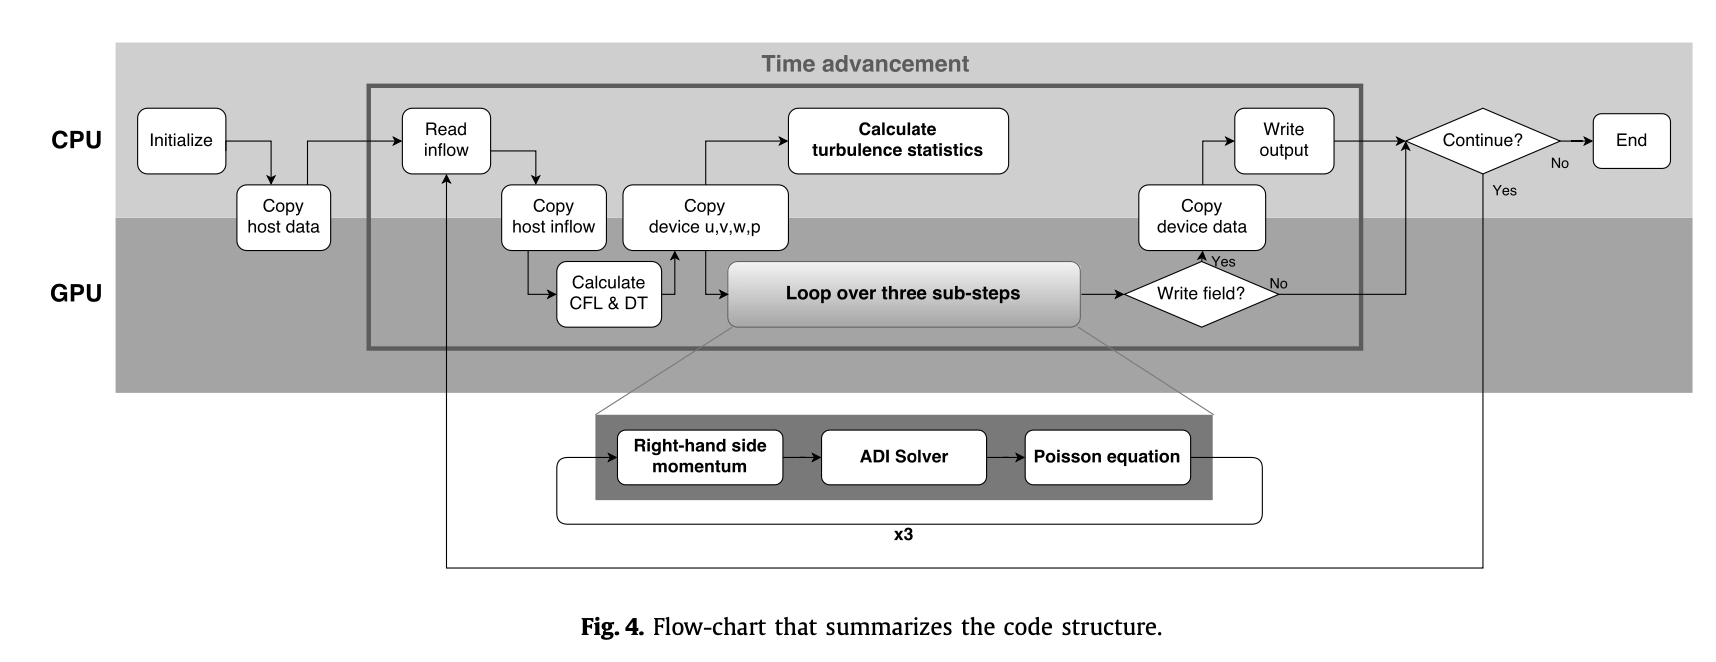 Time advancement
CPU
Initialize
Read
inflow
Calculate
turbulence statistics
Write
output
Continue?
End
No
Yes
Copy
host data
Copy
host inflow
Copy
device u,v,w,p
Copy
device data
GPU
Calculate
CFL & DT
Loop over three sub-steps
Yes
Write field?
No
Right-hand side
momentum
ADI Solver
Poisson equation
x3
Fig. 4. Flow-chart that summarizes the code structure.